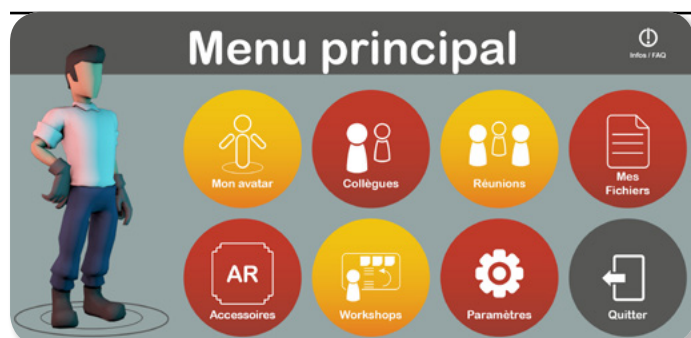 Menu principal
Infos / FAQ
Mon avatar
Collègues
Réunions
Mes
Fichiers
AR
Accessoires
Workshops
Paramètres
Quitter